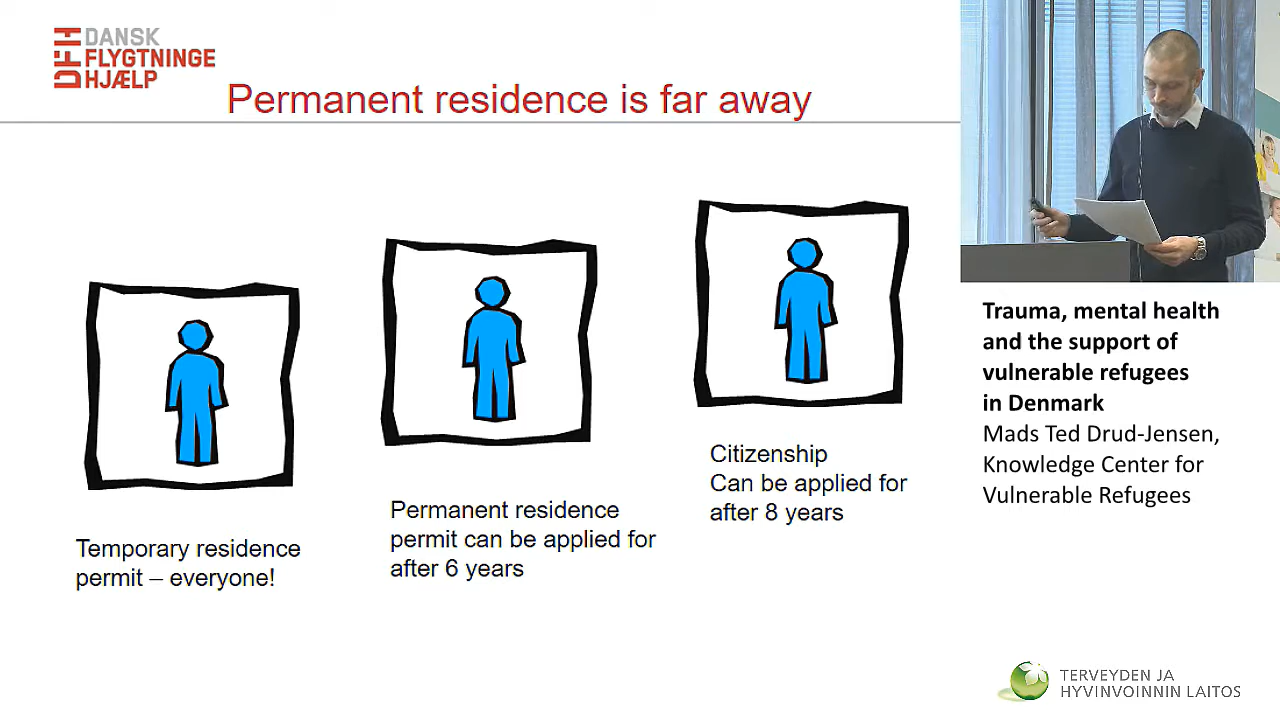 DFH
DANSK
FLYGTNINGE
HJÆLP
Permanent residence is far away
Temporary residence
permit – everyone!
Permanent residence
permit can be applied for
after 6 years
Citizenship
Can be applied for
after 8 years
Trauma, mental health
and the support of
vulnerable refugees
in Denmark
Mads Ted Drud-Jensen,
Knowledge Center for
Vulnerable Refugees
TERVEYDEN JA
HYVINVOINNIN LAITOS